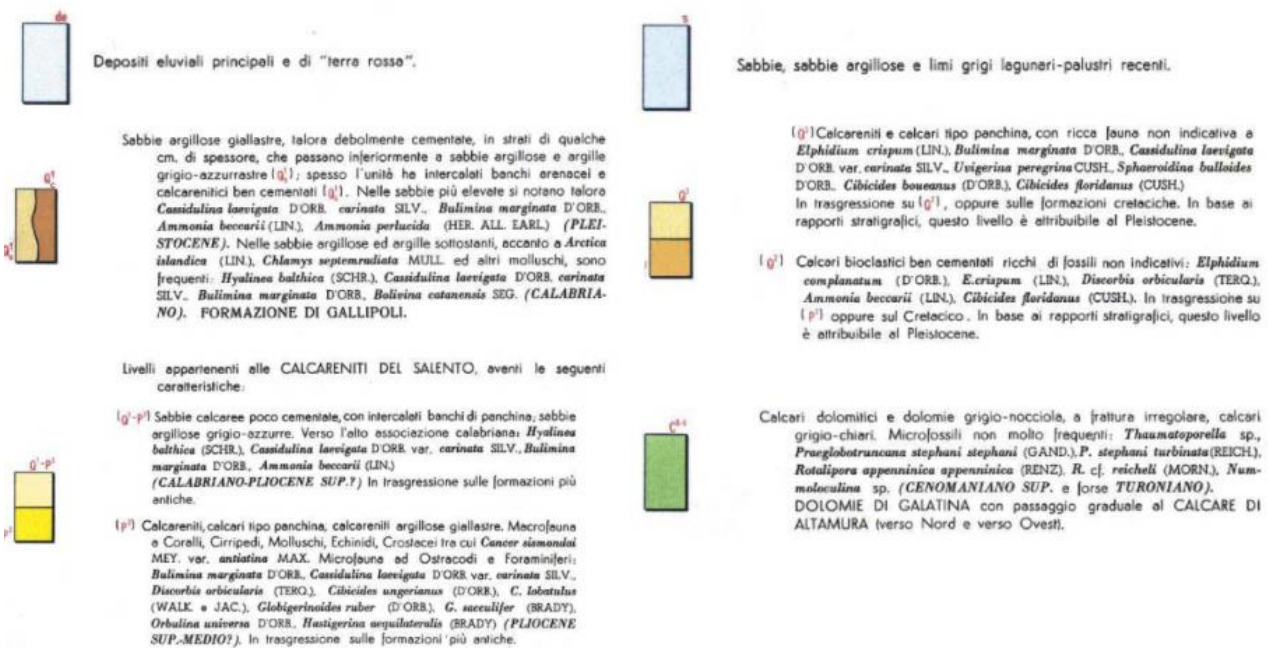 de
Depositi eluviali principali e di "terra rossa".
Sabbie argillose giallastre, talora debolmente cementate, in strati di qualche
cm. di spessore, che passano inferiormente a sabbie argillose e argille
grigio-azzurrastre (); spesso l'unità ha intercalati banchi arenacei e
calcarenitici ben cementati (). Nelle sabbie più elevate si notano talora
Cassidulina laevigata D'ORB. carinata SILV., Bulimina marginata D'ORB.,
Ammonia beccarii (LIN.), Ammonia perlucida (HER. ALL. EARL.) (PLEI-
STOCENE). Nelle sabbie argillose ed argille sottostanti, accanto a Arctica
islandica (LIN.), Chlamys septemradiata MULL. ed altri molluschi, sono
frequenti: Hyalinea balthica (SCHR.), Cassidulina laevigata D'ORB. carinata
SILV., Bulimina marginata D'ORB., Bolivina catanensis SEG. (CALABRIA-
NO). FORMAZIONE DI GALLIPOLI.
Livelli appartenenti alle CALCARENITI DEL SALENTO, aventi le seguenti
caratteristiche:
Q¹-P³
(Q¹-P³) Sabbie calcaree poco cementate, con intercalati banchi di panchina; sabbie
argillose grigio-azzurre. Verso l'alto associazione calabriana: Hyalinea
balthica (SCHR.), Cassidulina laevigata D'ORB. var. carinata SILV., Bulimina
marginata D'ORB., Ammonia beccarii (LIN.)
(CALABRIANO-PLIOCENE SUP.?) In trasgressione sulle formazioni più
antiche.
(P³) Calcareniti, calcari tipo panchina, calcareniti argillose giallastre. Macrofauna
a Coralli, Cirripedi, Molluschi, Echinidi, Crostacei tra cui Cancer sismondai
MEY. var. antiatina MAX. Microfauna ad Ostracodi e Foraminiferi:
Bulimina marginata D'ORB., Cassidulina laevigata D'ORB. var. carinata SILV.,
Discorbis orbicularis (TERQ.), Cibicides ungerianus (D'ORB.), C. lobatulus
(WALK. e JAC.), Globigerinoides ruber (D'ORB.), G. sacculifer (BRADY),
Orbulina universa D'ORB., Hastigerina aequilateralis (BRADY) (PLIOCENE
SUP.-MEDIO?). In trasgressione sulle formazioni più antiche.
s
Sabbie, sabbie argillose e limi grigi lagunari-palustri recenti.
Q³
(Q³) Calcareniti e calcari tipo panchina, con ricca fauna non indicativa a
Elphidium crispum (LIN.), Bulimina marginata D'ORB., Cassidulina laevigata
D'ORB. var. carinata SILV., Uvigerina peregrina CUSH., Sphaeroidina bulloides
D'ORB., Cibicides boueanus (D'ORB.), Cibicides floridanus (CUSH.)
In trasgressione su (Q²), oppure sulle formazioni cretaciche. In base ai
rapporti stratigrafici, questo livello è attribuibile al Pleistocene.
(Q²) Calcari bioclastici ben cementati ricchi di fossili non indicativi: Elphidium
complanatum (D'ORB.), E.crispum (LIN.), Discorbis orbicularis (TERQ.),
Ammonia beccarii (LIN.), Cibicides floridanus (CUSH.). In trasgressione su
(P³) oppure sul Cretacico. In base ai rapporti stratigrafici, questo livello
è attribuibile al Pleistocene.
Calcari dolomitici e dolomie grigio-nocciola, a frattura irregolare, calcari
grigio-chiari. Microfossili non molto frequenti: Thaumatoporella sp.,
Praeglobotruncana stephani stephani (GAND.), P. stephani turbinata (REICH.),
Rotalipora appenninica appenninica (RENZ), R. cf. reicheli (MORN.), Num-
moloculina sp. (CENOMANIANO SUP. e forse TURONIANO).
DOLOMIE DI GALATINA con passaggio graduale al CALCARE DI
ALTAMURA (verso Nord e verso Ovest).